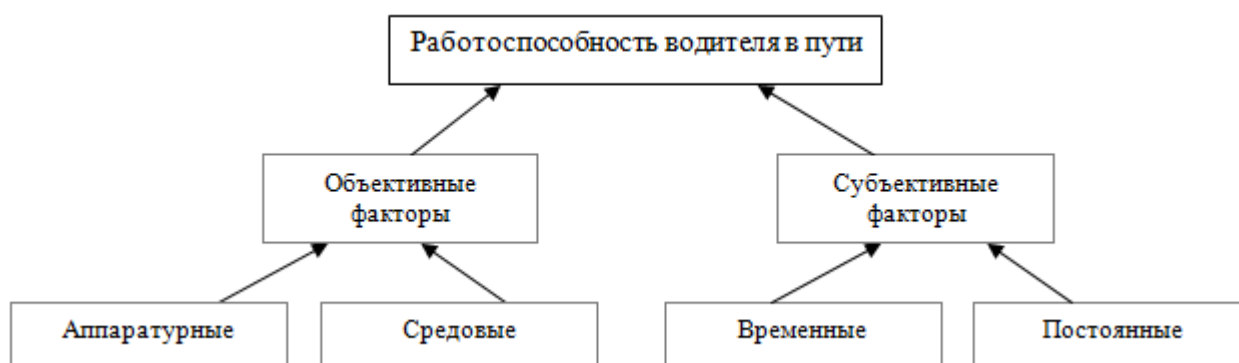 Работоспособность водителя в пути
Объективные
факторы
Субъективные
факторы
Аппаратурные
Средовые
Временные
Постоянные